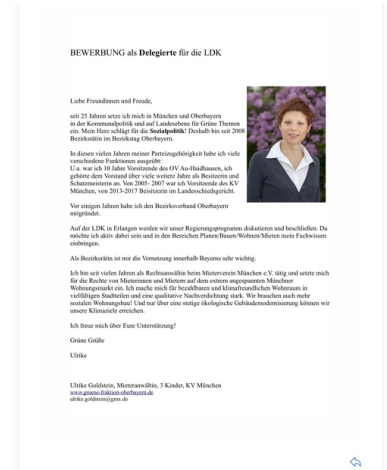 BEWERBUNG als Delegierte für die LDK
Liebe Freundinnen und Freude,
seit 25 Jahren setze ich mich in München und Oberbayern
in der Kommunalpolitik und auf Landesebene für Grüne Themen
ein. Mein Herz schlägt für die Sozialpolitik! Deshalb bin seit 2008
Bezirksrätin im Bezirkstag Oberbayern.
In diesen vielen Jahren meiner Parteizugehörigkeit habe ich viele
verschiedene Funktionen ausgeübt:
U.a. war ich 10 Jahre Vorsitzende des OV Au-Haidhausen, ich
gehörte dem Vorstand über viele weitere Jahre als Besitzerin und
Schatzmeisterin an. Von 2005- 2007 war ich Vorsitzende des KV
München, von 2013-2017 Beisitzerin im Landesschiedsgericht.
Vor einigen Jahren habe ich den Bezirksverband Oberbayern
mitgründet.
Auf der LDK in Erlangen werden wir unser Regierungsprogramm diskutieren und beschließen. Da
möchte ich aktiv dabei sein und in den Bereichen Planen/Bauen/Wohnen/Mieten mein Fachwissen
einbringen.
Als Bezirksrätin ist mir die Vernetzung innerhalb Bayerns sehr wichtig.
Ich bin seit vielen Jahren als Rechtsanwältin beim Mieterverein München e.V. tätig und setze mich
für die Rechte von Mieterinnen und Mietern auf dem extrem angespannten Münchner
Wohnungsmarkt ein. Ich mache mich für bezahlbaren und klimafreundlichen Wohnraum in
vielfältigen Stadtteilen und eine qualitative Nachverdichtung stark. Wir brauchen auch mehr
sozialen Wohnungsbau! Und nur über eine stetige ökologische Gebäudemodernisierung können wir
unsere Klimaziele erreichen.
Ich freue mich über Eure Unterstützung!
Grüne Grüße
Ulrike
Ulrike Goldstein, Mieteranwältin, 3 Kinder, KV München
www.gruene-fraktion-oberbayern.de
ulrike.goldstein@gmx.de